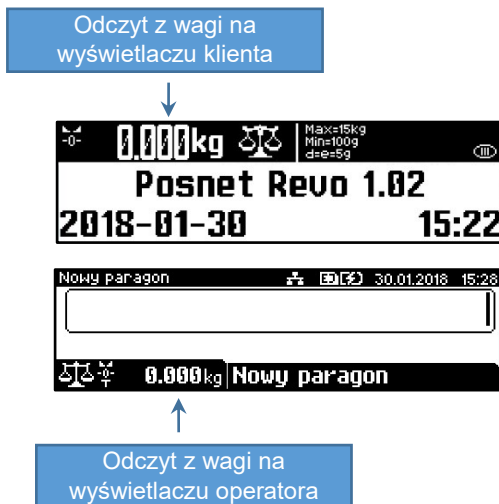 Odczyt z wagi na
wyświetlaczu klienta
-0- 0.000kg Max=15kg
Min=100g
d=e=5g
Posnet Revo 1.02
2018-01-30 15:22
Nowy paragon 30.01.2018 15:28
0.000kg Nowy paragon
Odczyt z wagi na
wyświetlaczu operatora